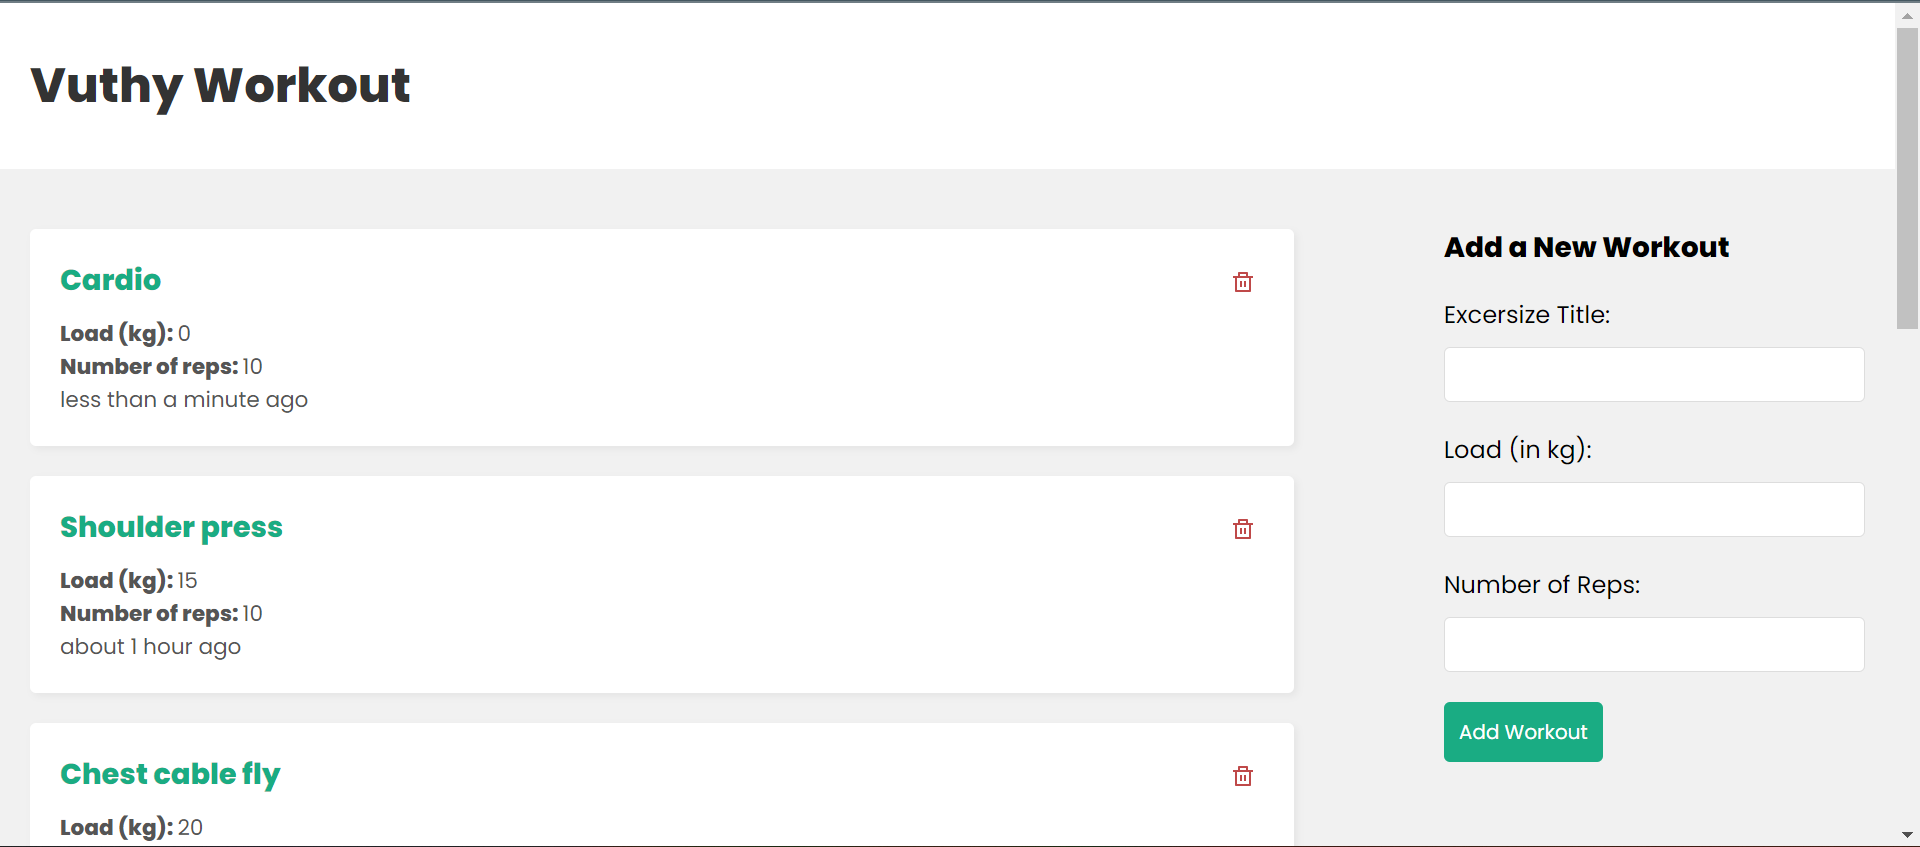 Vuthy Workout
Cardio
Load (kg): 0
Number of reps: 10
less than a minute ago
Shoulder press
Load (kg): 15
Number of reps: 10
about 1 hour ago
Chest cable fly
Load (kg): 20
Add a New Workout
Excersize Title:
Load (in kg):
Number of Reps:
Add Workout